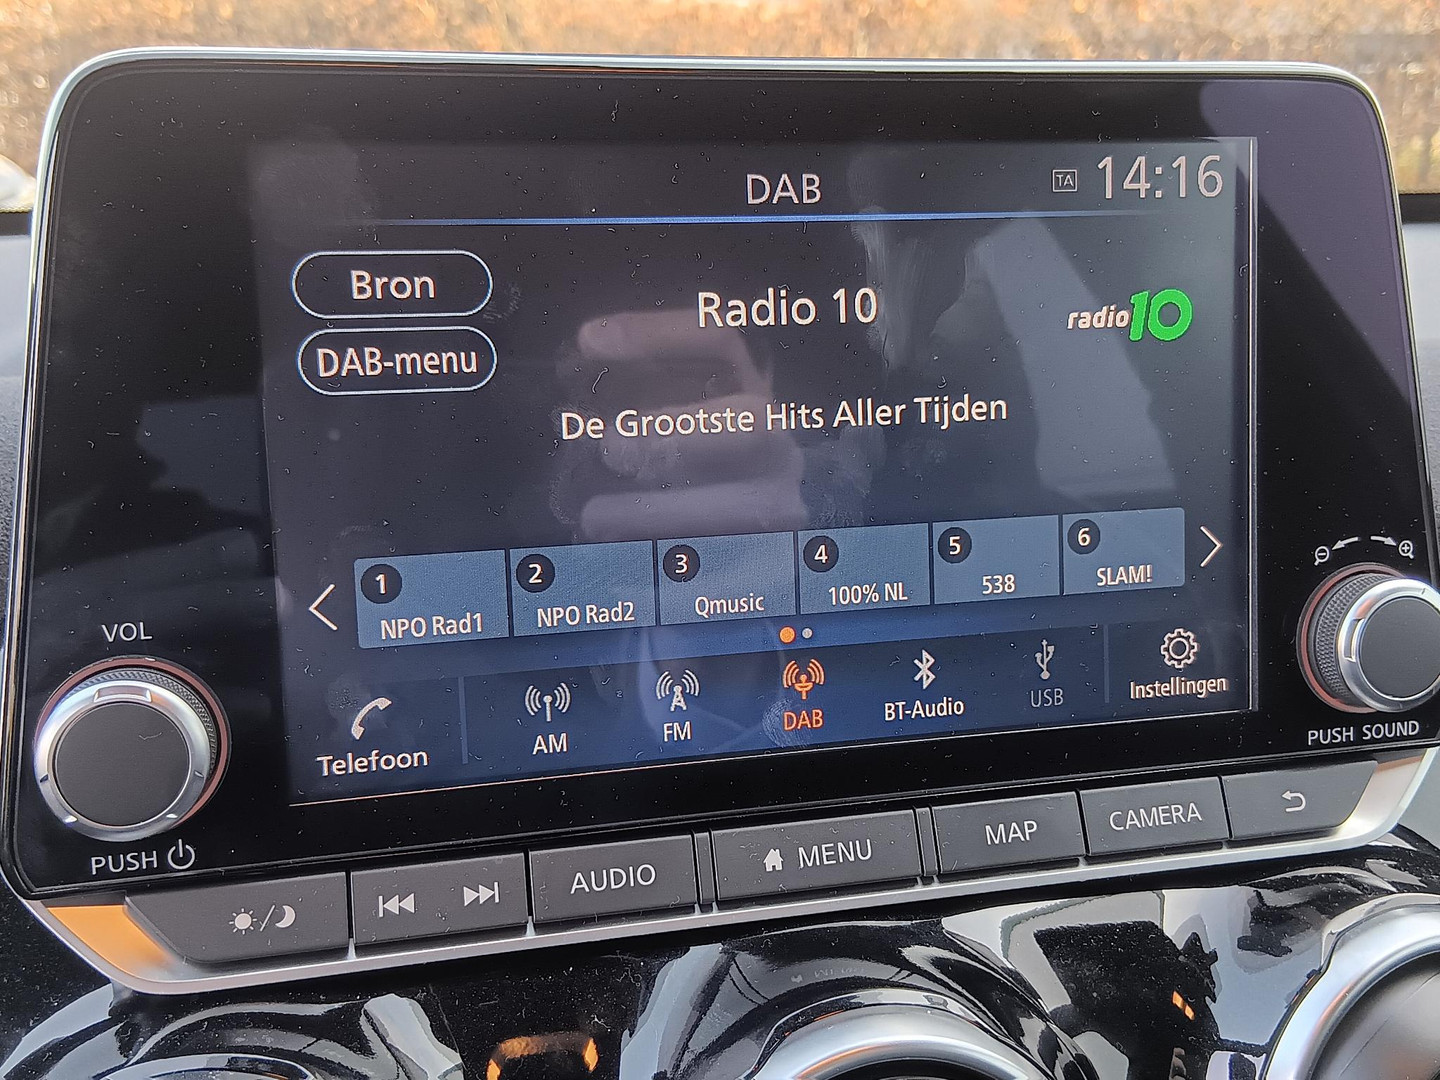 DAB
TA 14:16
Bron
Radio 10
radio10
DAB-menu
De Grootste Hits Aller Tijden
1 NPO Rad1
2 NPO Rad2
3 Qmusic
4 100% NL
5 538
6 SLAM!
Telefoon
AM
FM
DAB
BT-Audio
USB
Instellingen
VOL
PUSH
PUSH SOUND
AUDIO
MENU
MAP
CAMERA